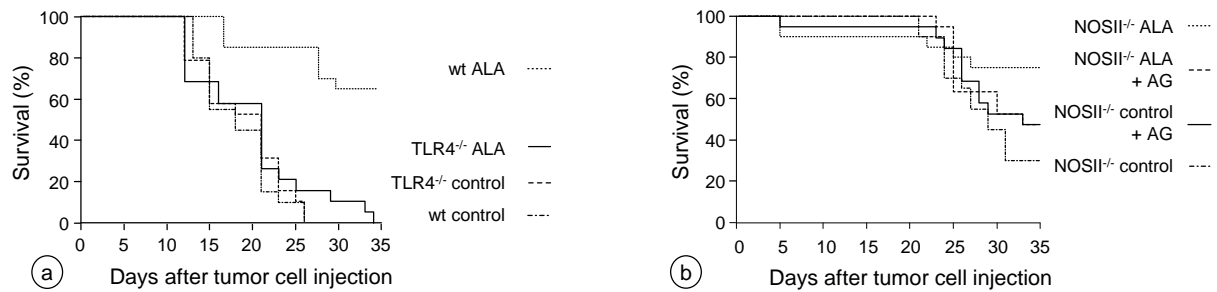 100
80
60
40
20
0
Survival (%)
0 5 10 15 20 25 30 35
Days after tumor cell injection
wt ALA
TLR4-/- ALA
TLR4-/- control
wt control
a
100
80
60
40
20
0
Survival (%)
0 5 10 15 20 25 30 35
Days after tumor cell injection
NOSII-/- ALA
NOSII-/- ALA
+ AG
NOSII-/- control
+ AG
NOSII-/- control
b